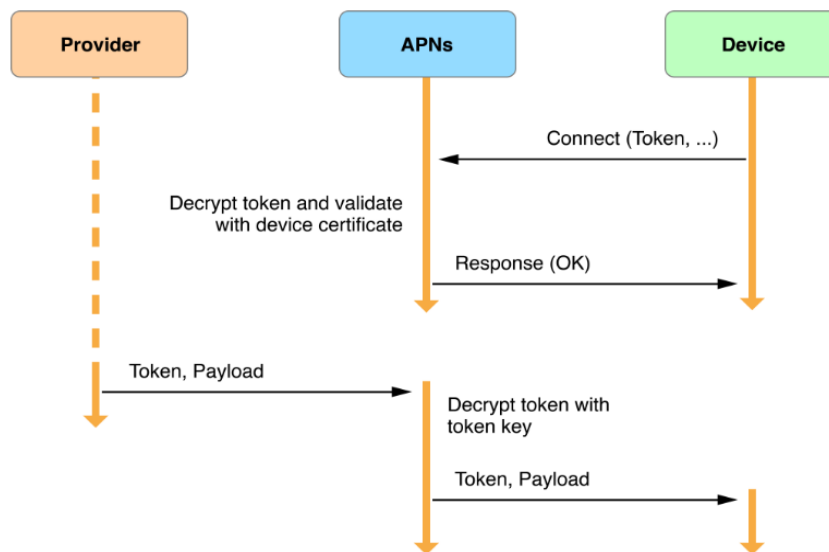 Provider
APNs
Device
Connect (Token, ...)
Decrypt token and validate
with device certificate
Response (OK)
Token, Payload
Decrypt token with
token key
Token, Payload